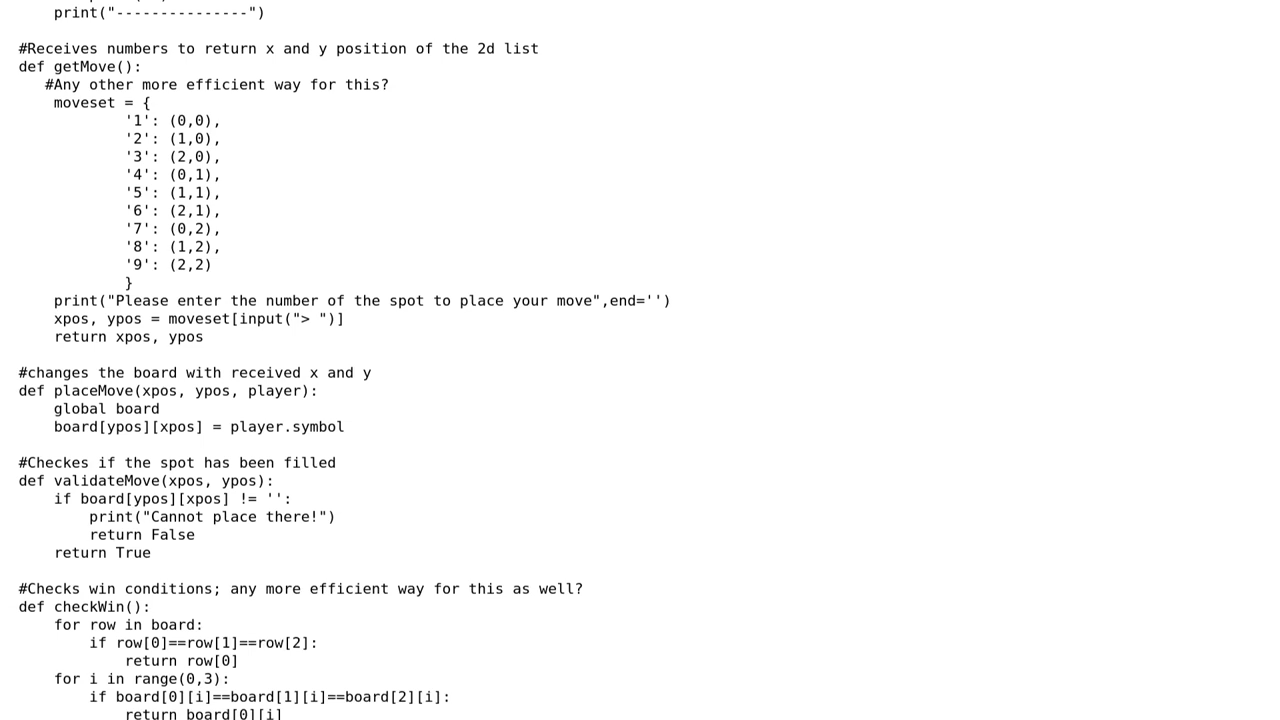 print("---------------")
#Receives numbers to return x and y position of the 2d list
def getMove():
#Any other more efficient way for this?
moveset = {
'1': (0,0),
'2': (1,0),
'3': (2,0),
'4': (0,1),
'5': (1,1),
'6': (2,1),
'7': (0,2),
'8': (1,2),
'9': (2,2)
}
print("Please enter the number of the spot to place your move",end='')
xpos, ypos = moveset[input("> ")]
return xpos, ypos
#changes the board with received x and y
def placeMove(xpos, ypos, player):
global board
board[ypos][xpos] = player.symbol
#Checkes if the spot has been filled
def validateMove(xpos, ypos):
if board[ypos][xpos] != '':
print("Cannot place there!")
return False
return True
#Checks win conditions; any more efficient way for this as well?
def checkWin():
for row in board:
if row[0]==row[1]==row[2]:
return row[0]
for i in range(0,3):
if board[0][i]==board[1][i]==board[2][i]:
return board[0][i]